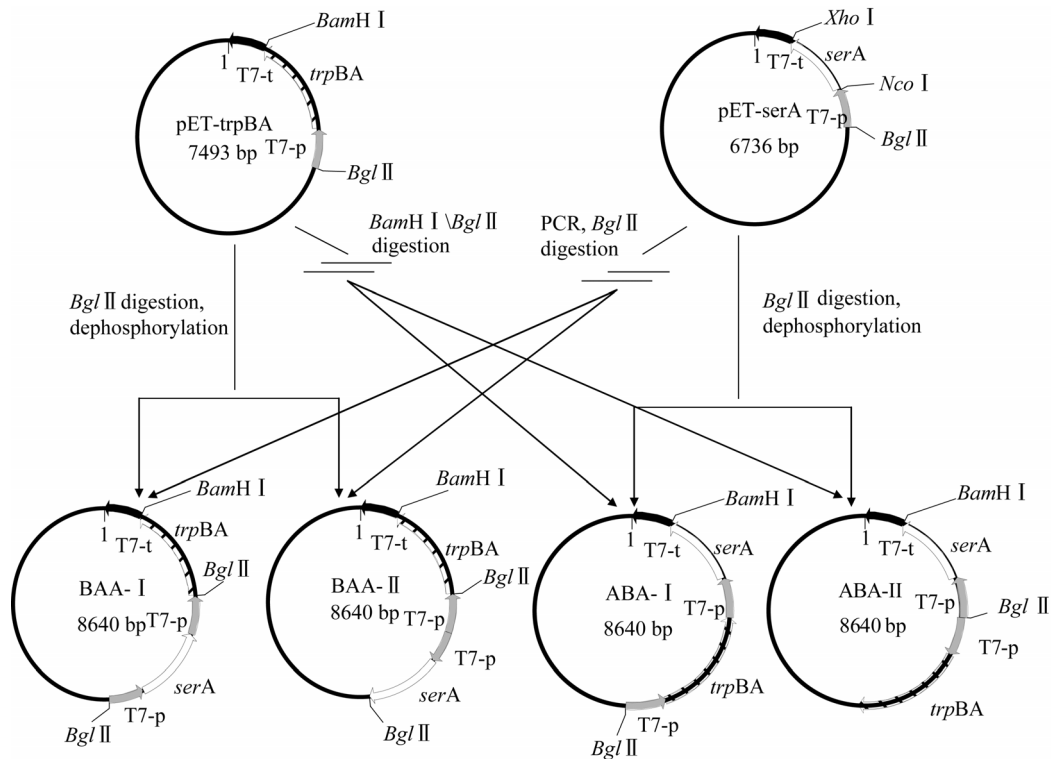 BamH Ⅰ
1
T7-t
trpBA
pET-trpBA
7493 bp
T7-p
Bgl Ⅱ
Xho Ⅰ
1
T7-t
serA
Nco Ⅰ
pET-serA
6736 bp
T7-p
Bgl Ⅱ
BamH Ⅰ \Bgl Ⅱ
digestion
PCR, Bgl Ⅱ
digestion
Bgl Ⅱ digestion,
dephosphorylation
Bgl Ⅱ digestion,
dephosphorylation
BamH Ⅰ
1
T7-t
trpBA
Bgl Ⅱ
BAA- Ⅰ
8640 bp
T7-p
serA
T7-p
Bgl Ⅱ
BamH Ⅰ
1
T7-t
trpBA
Bgl Ⅱ
BAA- Ⅱ
8640 bp
T7-p
T7-p
serA
Bgl Ⅱ
BamH Ⅰ
1
T7-t
serA
ABA- Ⅰ
8640 bp
T7-p
trpBA
T7-p
Bgl Ⅱ
BamH Ⅰ
1
T7-t
serA
ABA-Ⅱ
8640 bp
T7-p
Bgl Ⅱ
T7-p
trpBA